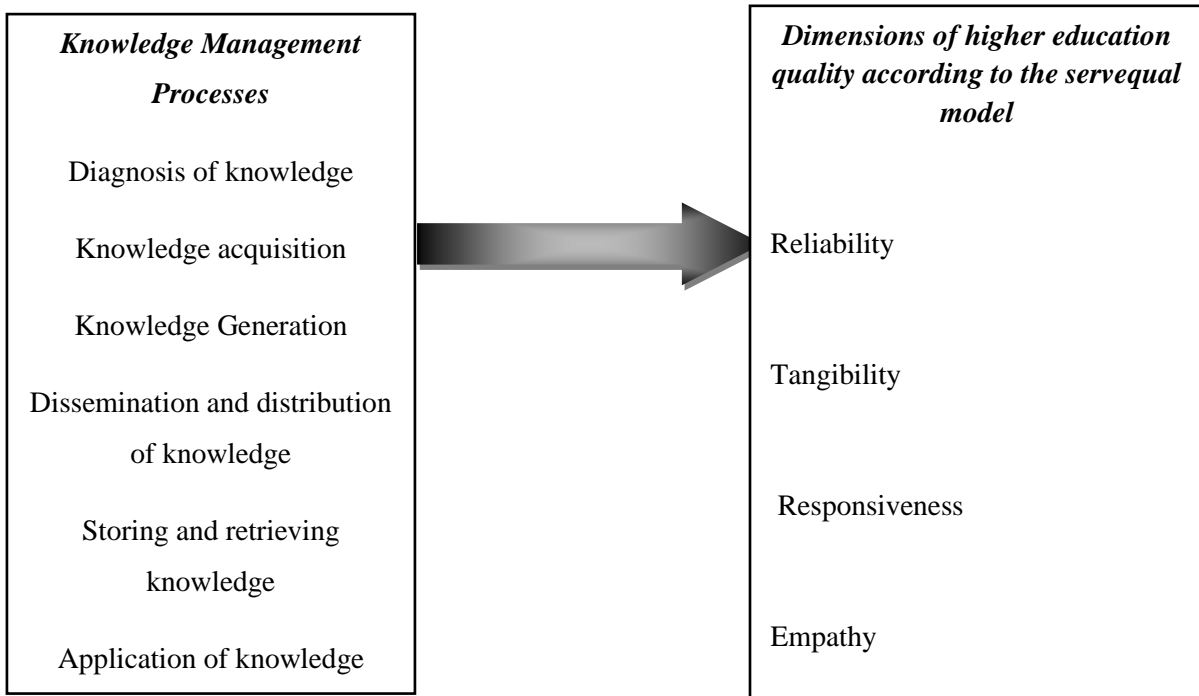 Knowledge Management
Processes
Diagnosis of knowledge
Knowledge acquisition
Knowledge Generation
Dissemination and distribution
of knowledge
Storing and retrieving
knowledge
Application of knowledge
Dimensions of higher education
quality according to the servequal
model
Reliability
Tangibility
Responsiveness
Empathy